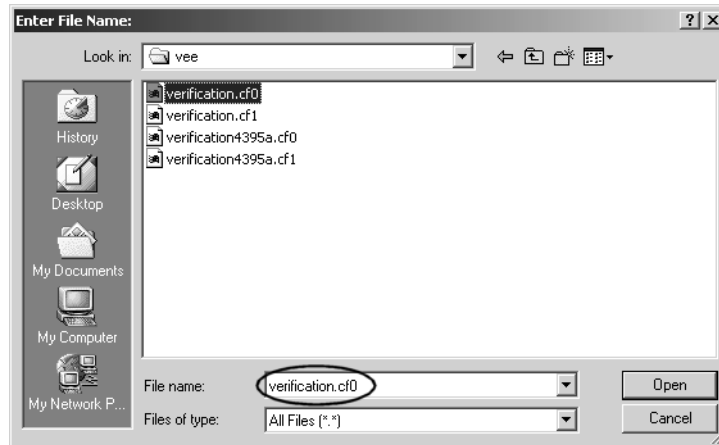 Enter File Name:
Look in: vee
verification.cf0
verification.cf1
verification4395a.cf0
verification4395a.cf1
History
Desktop
My Documents
My Computer
My Network P...
File name: verification.cf0 Open
Files of type: All Files (*.*) Cancel